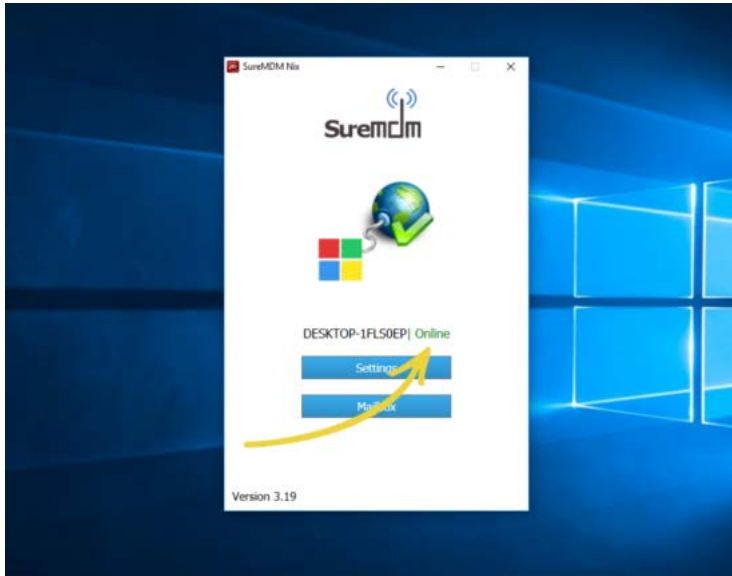 SureMDM Nix
Suremdm
DESKTOP-1FLS0EP| Online
Settings
Mailbox
Version 3.19